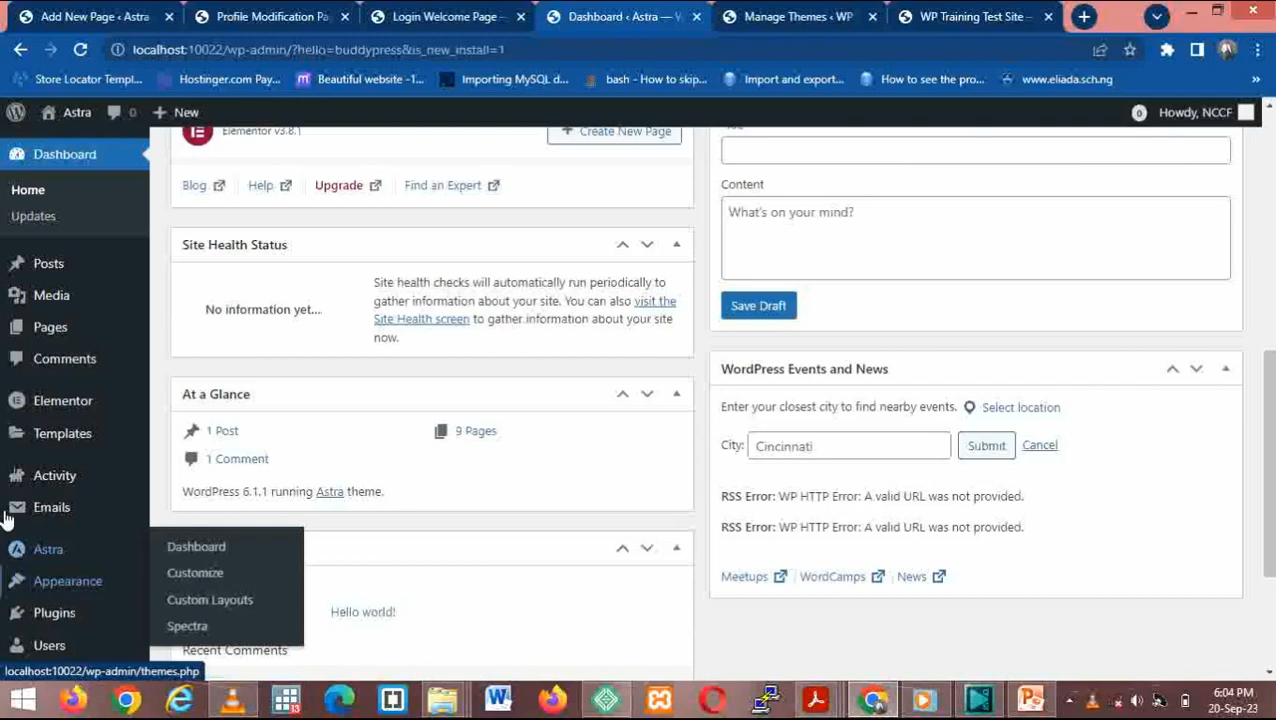 Add New Page ‹ Astra
Profile Modification Pa
Login Welcome Page –
Dashboard ‹ Astra — W
Manage Themes ‹ WP
WP Training Test Site –
localhost:10022/wp-admin/?hello=buddypress&is_new_install=1
Store Locator Templ...
Hostinger.com Pay...
Beautiful website -1...
Importing MySQL d...
bash - How to skip...
Import and export...
How to see the pro...
www.eliada.sch.ng
»
Astra
0
New
0
Howdy, NCCF
Dashboard
Home
Updates
Posts
Media
Pages
Comments
Elementor
Templates
Activity
Emails
Astra
Appearance
Plugins
Users
Dashboard
Customize
Custom Layouts
Spectra
Elementor v3.8.1
Create New Page
Blog
Help
Upgrade
Find an Expert
Site Health Status
No information yet...
Site health checks will automatically run periodically to
gather information about your site. You can also visit the
Site Health screen to gather information about your site
now.
At a Glance
1 Post
9 Pages
1 Comment
WordPress 6.1.1 running Astra theme.
Hello world!
Recent Comments
Content
What's on your mind?
Save Draft
WordPress Events and News
Enter your closest city to find nearby events.
Select location
City:
Cincinnati
Submit
Cancel
RSS Error: WP HTTP Error: A valid URL was not provided.
RSS Error: WP HTTP Error: A valid URL was not provided.
Meetups
WordCamps
News
localhost:10022/wp-admin/themes.php
6:04 PM
20-Sep-23